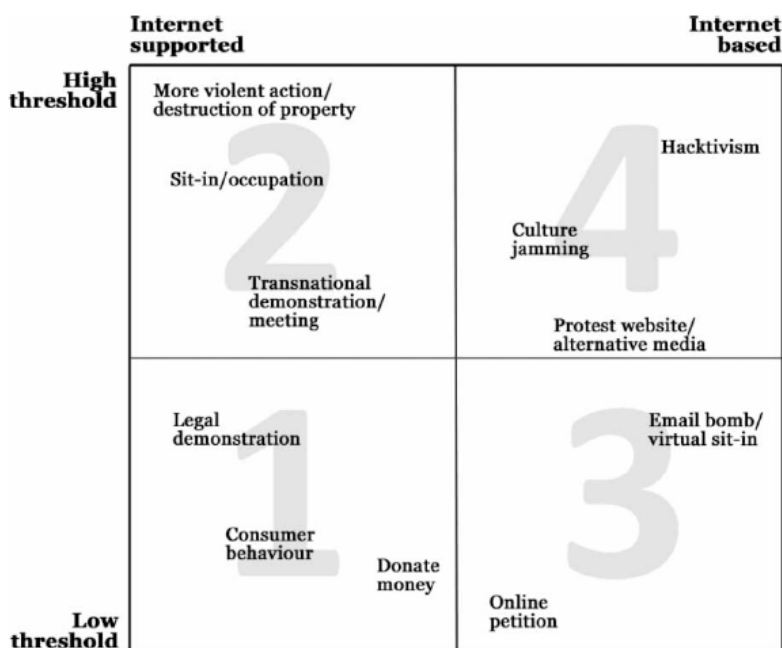 Internet
supported
Internet
based
High
threshold
More violent action/
destruction of property
2
Sit-in/occupation
Transnational
demonstration/
meeting
4
Hacktivism
Culture
jamming
Protest website/
alternative media
1
Legal
demonstration
Consumer
behaviour
Donate
money
3
Email bomb/
virtual sit-in
Online
petition
Low
threshold